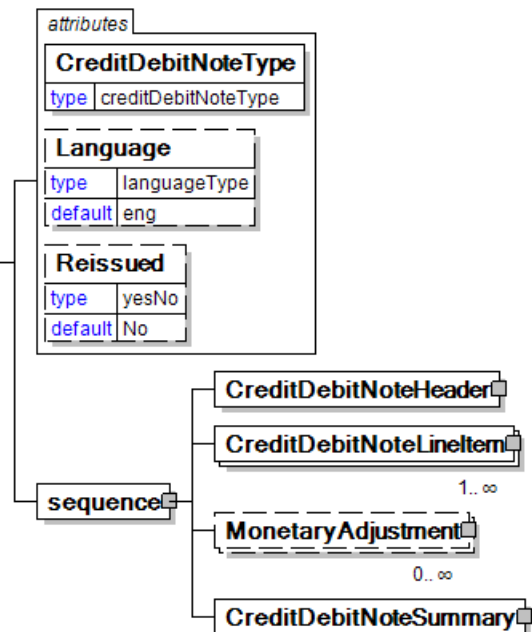 attributes
CreditDebitNoteType
type creditDebitNoteType
Language
type languageType
default eng
Reissued
type yesNo
default No
CreditDebitNoteHeader
CreditDebitNoteLineItem
1.. ∞
sequence
MonetaryAdjustment
0.. ∞
CreditDebitNoteSummary